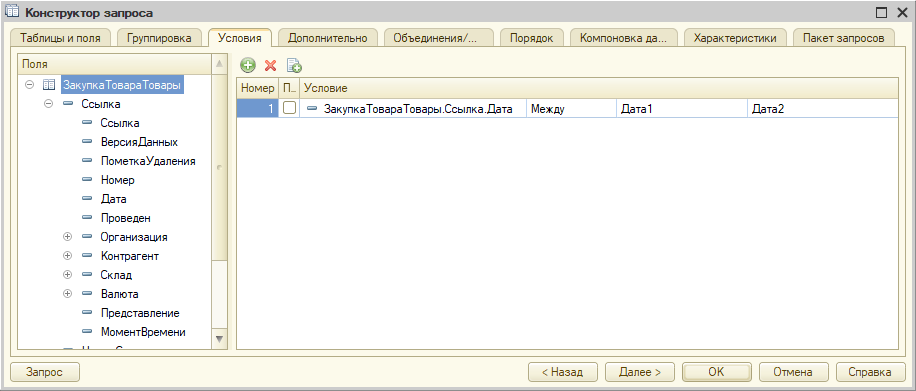 Конструктор запроса
Таблицы и поля Группировка Условия Дополнительно Объединения/... Порядок Компоновка да... Характеристики Пакет запросов
Поля
ЗакупкаТовараТовары
Ссылка
Ссылка
ВерсияДанных
ПометкаУдаления
Номер
Дата
Проведен
Организация
Контрагент
Склад
Валюта
Представление
МоментВремени
Номер П... Условие
1 ЗакупкаТовараТовары.Ссылка.Дата Между Дата1 Дата2
Запрос < Назад Далее > OK Отмена Справка